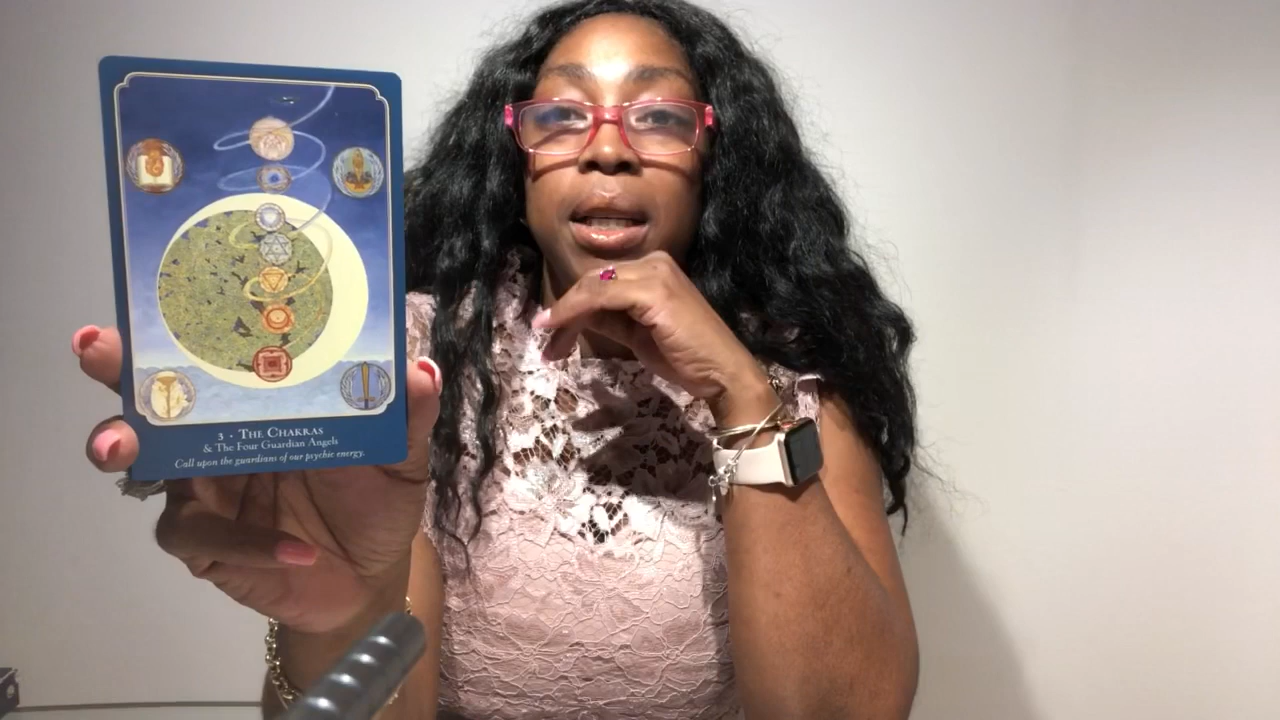 3 • THE CHAKRAS
& The Four Guardian Angels
Call upon the guardians of our psychic energy.